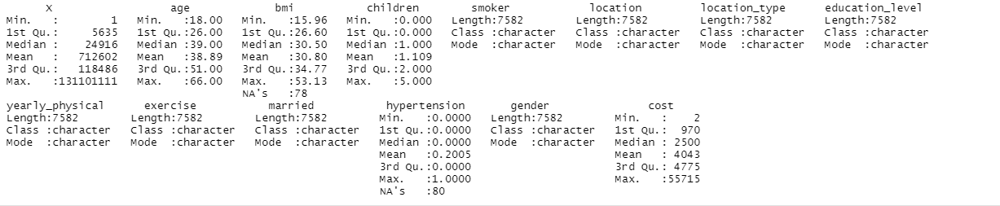 X                  age             bmi           children        smoker            location         location_type      education_level
Min.   :        1   Min.   :18.00   Min.   :15.96   Min.   :0.000   Length:7582        Length:7582        Length:7582        Length:7582
1st Qu.:     5635   1st Qu.:26.00   1st Qu.:26.60   1st Qu.:0.000   Class :character   Class :character   Class :character   Class :character
Median :    24916   Median :39.00   Median :30.50   Median :1.000   Mode  :character   Mode  :character   Mode  :character   Mode  :character
Mean   :   712602   Mean   :38.89   Mean   :30.80   Mean   :1.109
3rd Qu.:   118486   3rd Qu.:51.00   3rd Qu.:34.77   3rd Qu.:2.000
Max.   :131101111   Max.   :66.00   Max.   :53.13   Max.   :5.000
NA's   :78
yearly_physical      exercise           married           hypertension       gender               cost
Length:7582        Length:7582        Length:7582        Min.   :0.0000   Length:7582        Min.   :    2
Class :character   Class :character   Class :character   1st Qu.:0.0000   Class :character   1st Qu.:  970
Mode  :character   Mode  :character   Mode  :character   Median :0.0000   Mode  :character   Median : 2500
Mean   :0.2005                      Mean   : 4043
3rd Qu.:0.0000                      3rd Qu.: 4775
Max.   :1.0000                      Max.   :55715
NA's   :80